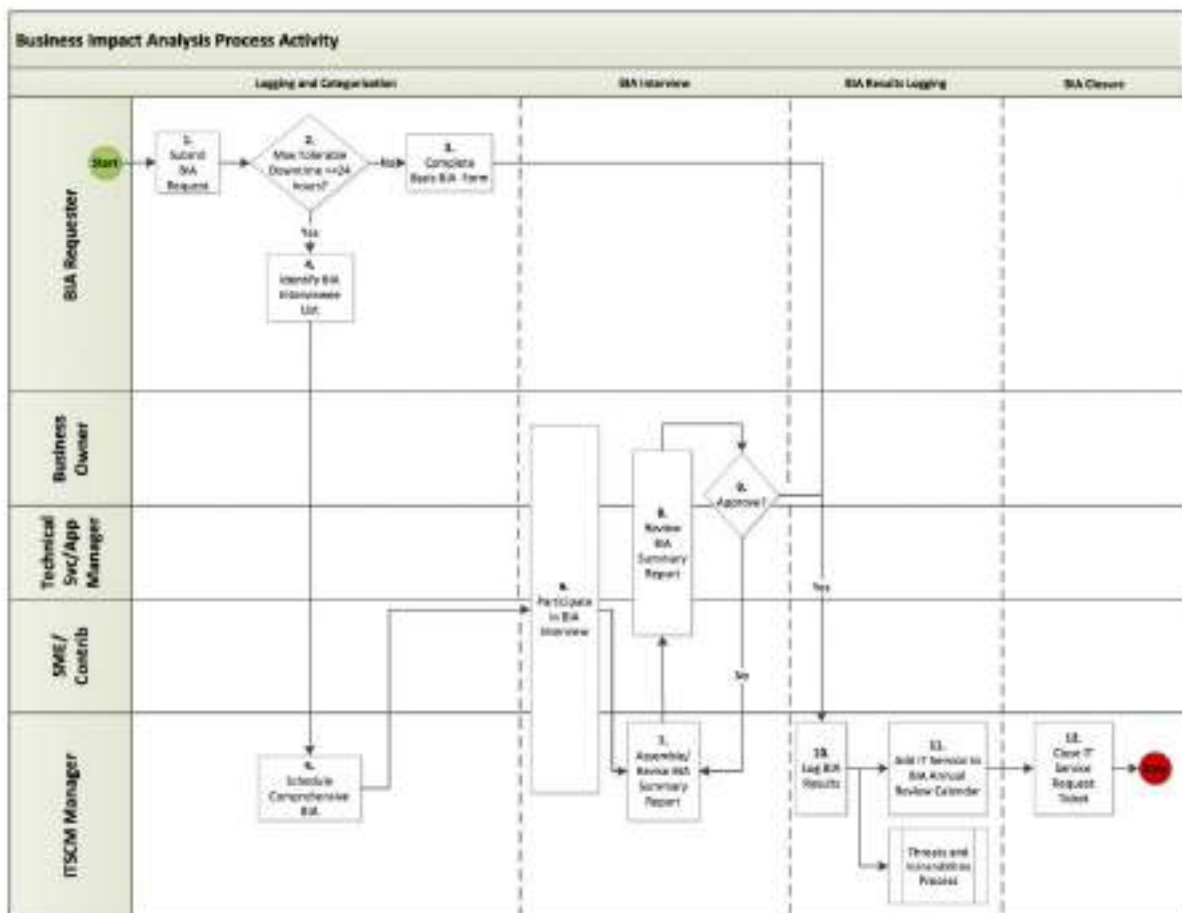 Business Impact Analysis Process Activity
Logging and Categorisation
BIA Interview
BIA Results Logging
BIA Closure
BIA Requester
Start
1.
Submit
BIA
Request
2.
Max Tolerable
Downtime <=24
hours?
No
3.
Complete
Basic BIA Form
Yes
4.
Identify BIA
Interviewee
List
Business
Owner
Technical
Svc/App
Manager
SME/
Contrib
ITSCM Manager
5.
Schedule
Comprehensive
BIA
6.
Participate
in BIA
Interview
7.
Assemble/
Revise BIA
Summary
Report
8.
Review
BIA
Summary
Report
9.
Approve?
No
Yes
10.
Log BIA
Results
11.
Add IT Service to
BIA Annual
Review Calendar
Threats and
Process
12.
Close IT
Service
Request
Ticket